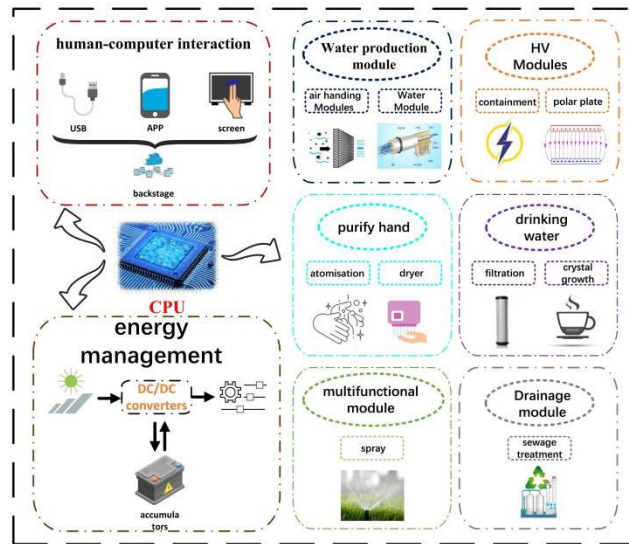 human-computer interaction
USB
APP
screen
backstage
CPU
energy
management
DC/DC
converters
accumula
tors
Water production
module
air handing
Modules
Water
Module
HV
Modules
containment
polar plate
purify hand
atomisation
dryer
drinking
water
filtration
crystal
growth
multifunctional
module
spray
Drainage
module
sewage
treatment